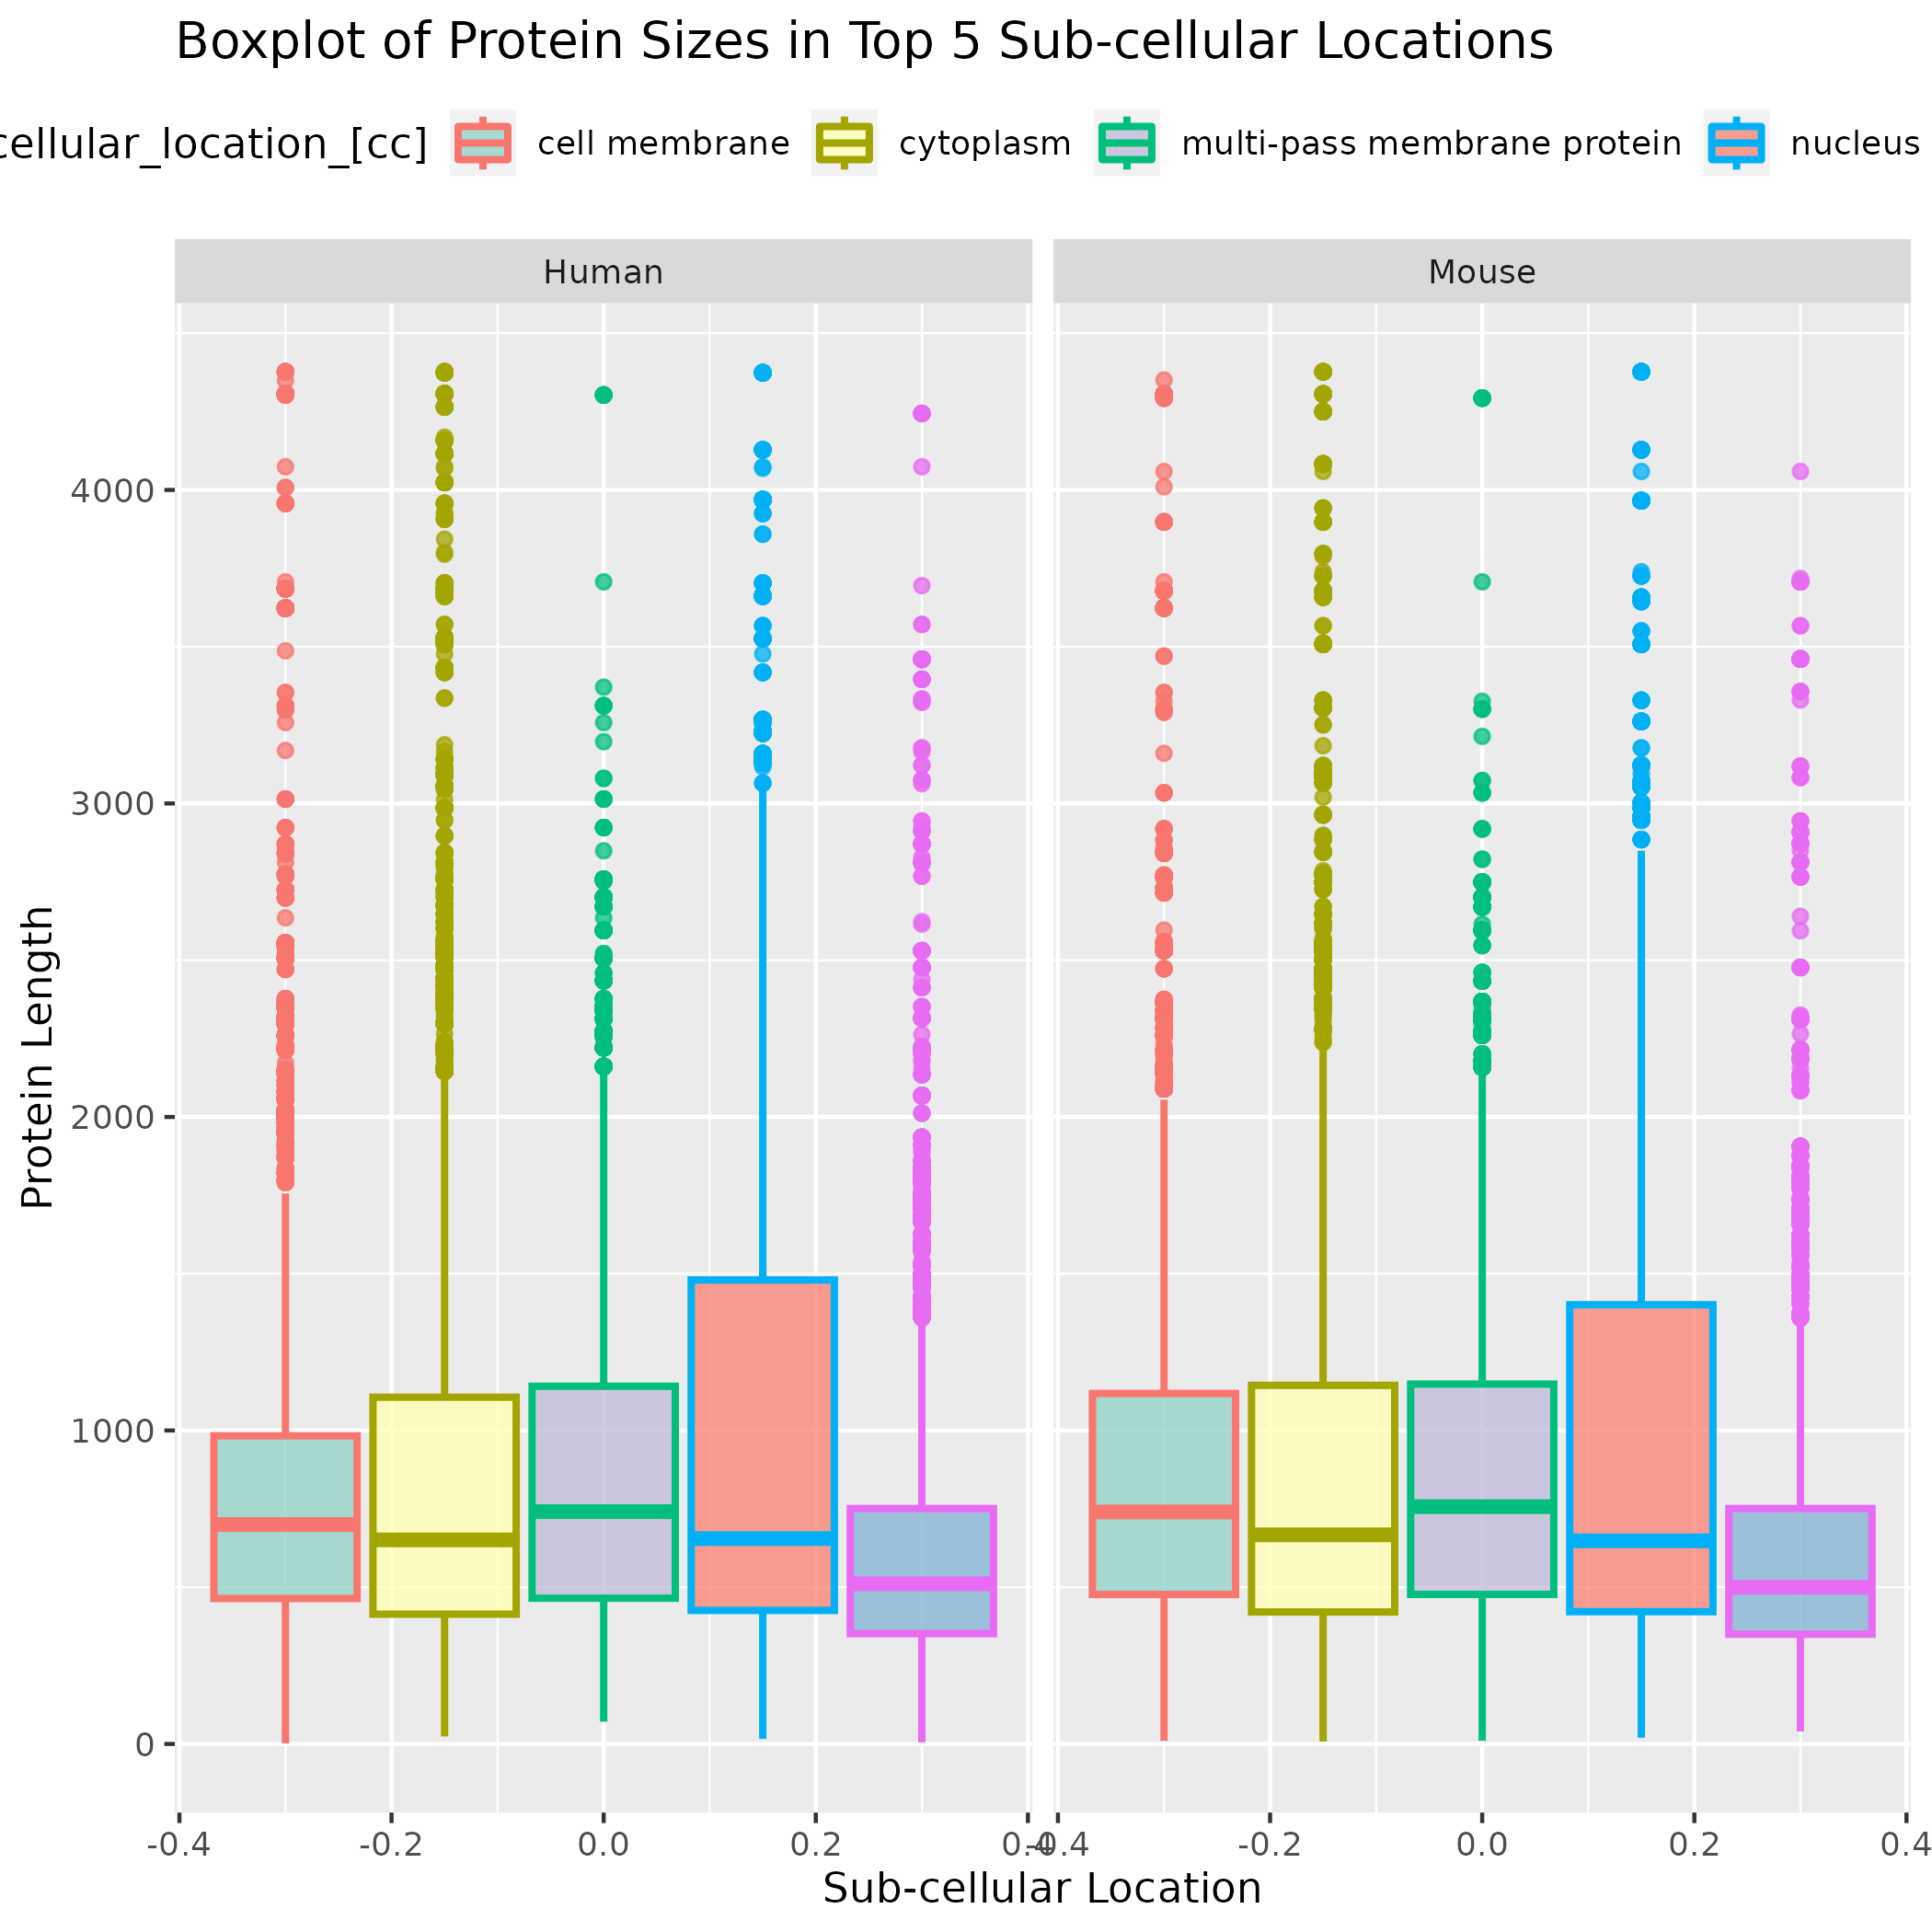 Boxplot of Protein Sizes in Top 5 Sub-cellular Locations
cellular_location_[cc] cell membrane cytoplasm multi-pass membrane protein nucleus
Human Mouse
4000
3000
2000
1000
0
Protein Length
-0.4 -0.2 0.0 0.2 0.4 -0.4 -0.2 0.0 0.2 0.4
Sub-cellular Location